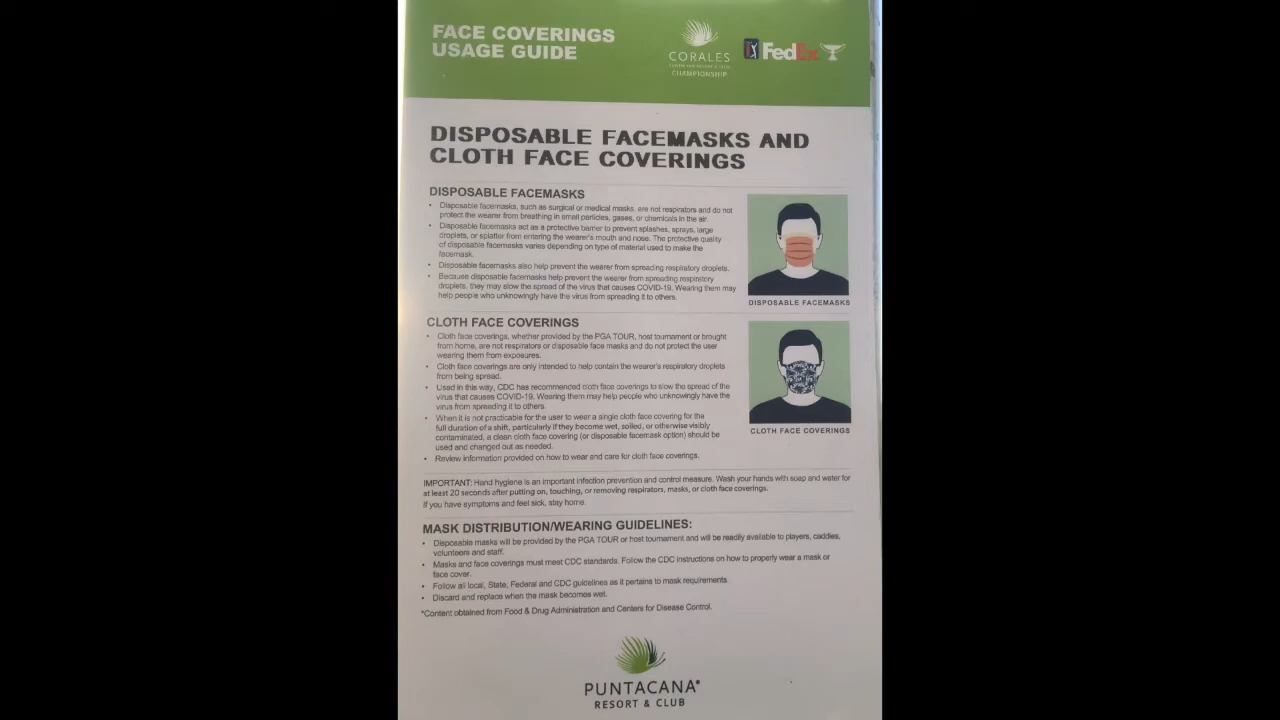 FACE COVERINGS
USAGE GUIDE
CORALES
CHAMPIONSHIP
FedEx
DISPOSABLE FACEMASKS AND
CLOTH FACE COVERINGS
DISPOSABLE FACEMASKS
• Disposable facemasks, such as surgical or medical masks, are not respirators and do not
protect the wearer from breathing in small particles, gases, or chemicals in the air.
• Disposable facemasks act as a protective barrier to prevent splashes, sprays, large
droplets, or splatter from entering the wearer's mouth and nose. The protective quality
of disposable facemasks varies depending on type of material used to make the
facemask.
• Disposable facemasks also help prevent the wearer from spreading respiratory droplets.
• Because disposable facemasks help prevent the wearer from spreading respiratory
droplets, they may slow the spread of the virus that causes COVID-19. Wearing them may
help people who unknowingly have the virus from spreading it to others.
DISPOSABLE FACEMASKS
CLOTH FACE COVERINGS
• Cloth face coverings, whether provided by the PGA TOUR, host tournament or brought
from home, are not respirators or disposable face masks and do not protect the user
wearing them from exposures.
• Cloth face coverings are only intended to help contain the wearer's respiratory droplets
from being spread.
• Used in this way, CDC has recommended cloth face coverings to slow the spread of the
virus that causes COVID-19. Wearing them may help people who unknowingly have the
virus from spreading it to others.
• When it is not practicable for the user to wear a single cloth face covering for the
full duration of a shift, particularly if they become wet, soiled, or otherwise visibly
contaminated, a clean cloth face covering (or disposable facemask option) should be
used and changed out as needed.
• Review information provided on how to wear and care for cloth face coverings.
CLOTH FACE COVERINGS
IMPORTANT: Hand hygiene is an important infection prevention and control measure. Wash your hands with soap and water for
at least 20 seconds after putting on, touching, or removing respirators, masks, or cloth face coverings.
If you have symptoms and feel sick, stay home.
MASK DISTRIBUTION/WEARING GUIDELINES:
• Disposable masks will be provided by the PGA TOUR or host tournament and will be readily available to players, caddies,
volunteers and staff.
• Masks and face coverings must meet CDC standards. Follow the CDC instructions on how to properly wear a mask or
face cover.
• Follow all local, State, Federal and CDC guidelines as it pertains to mask requirements
• Discard and replace when the mask becomes wet.
*Content obtained from Food & Drug Administration and Centers for Disease Control.
PUNTACANA®
RESORT & CLUB